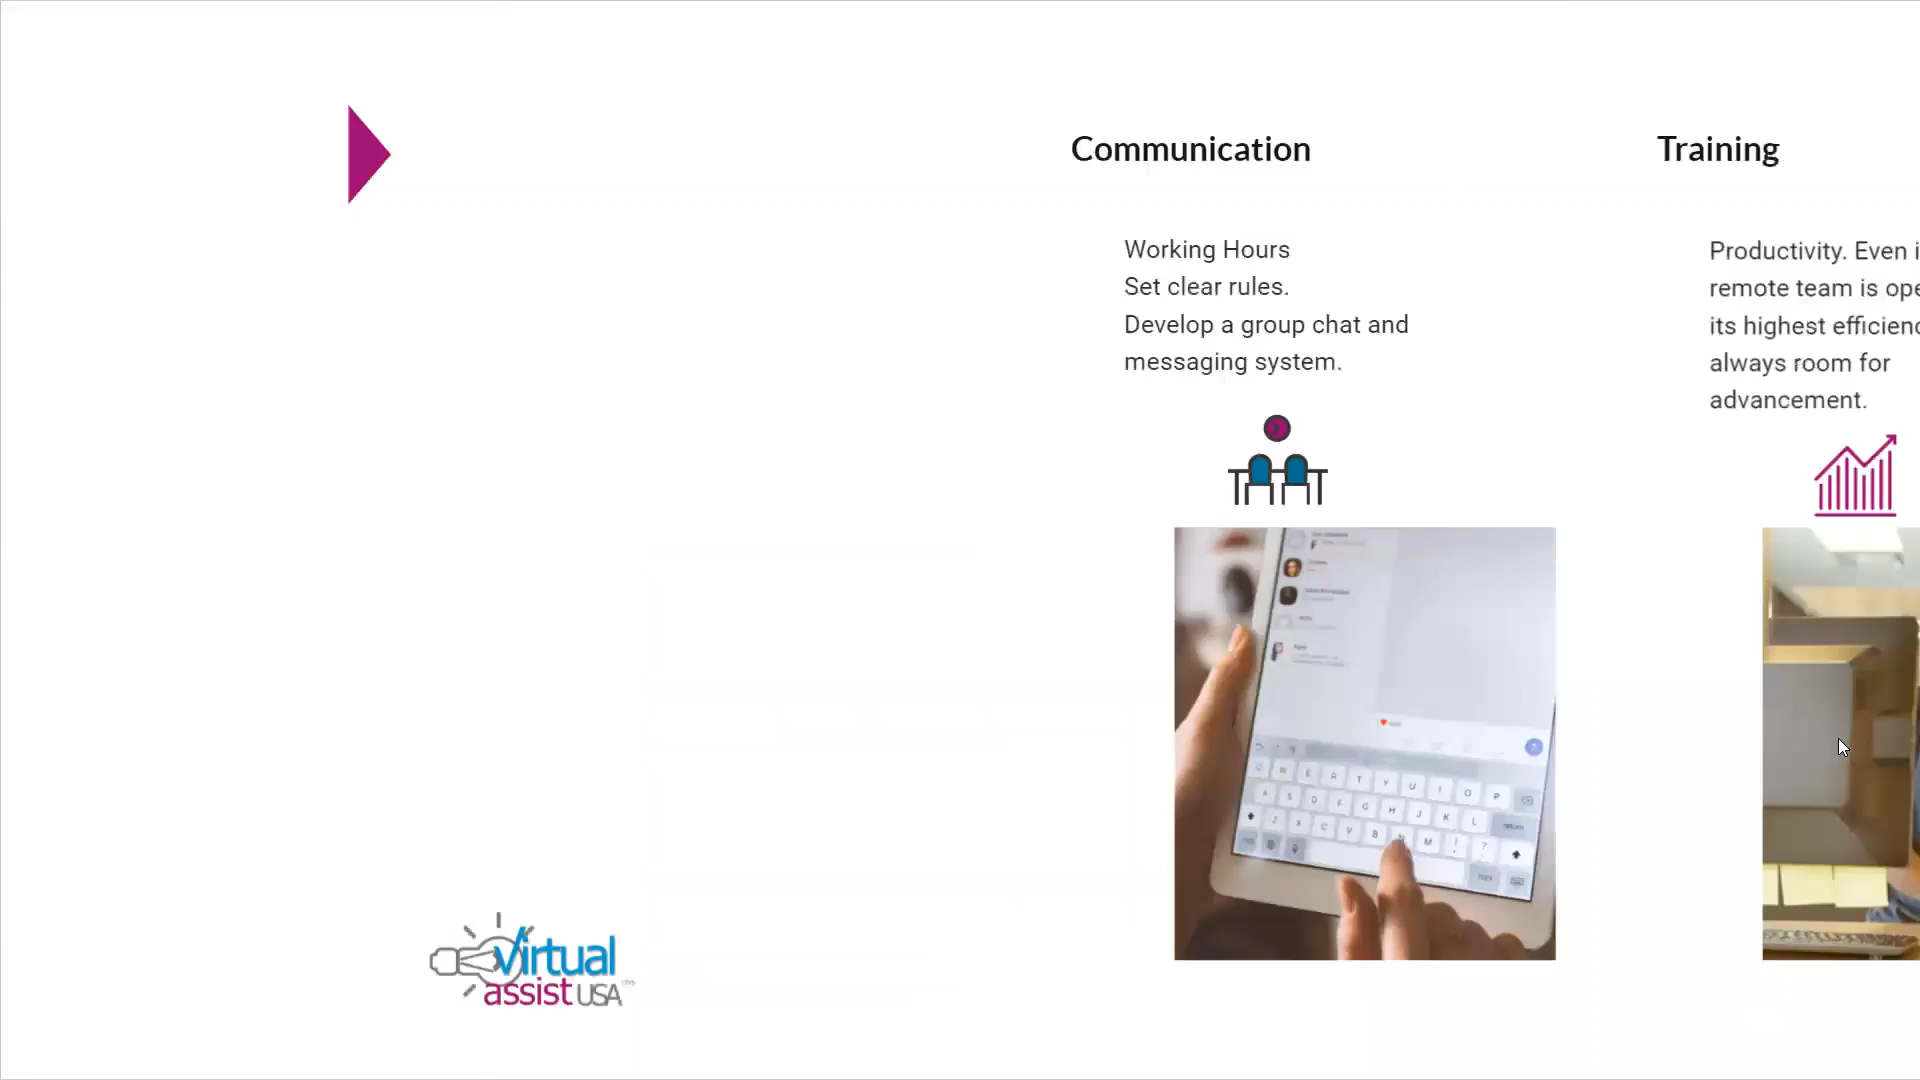 Communication
Working Hours
Set clear rules.
Develop a group chat and
messaging system.
Training
Productivity. Even i
remote team is ope
its highest efficienc
always room for
advancement.
Virtual
assist USA
Q W E R T Y U I O P
A S D F G H J K L
return
Z X C V B N M ! ?